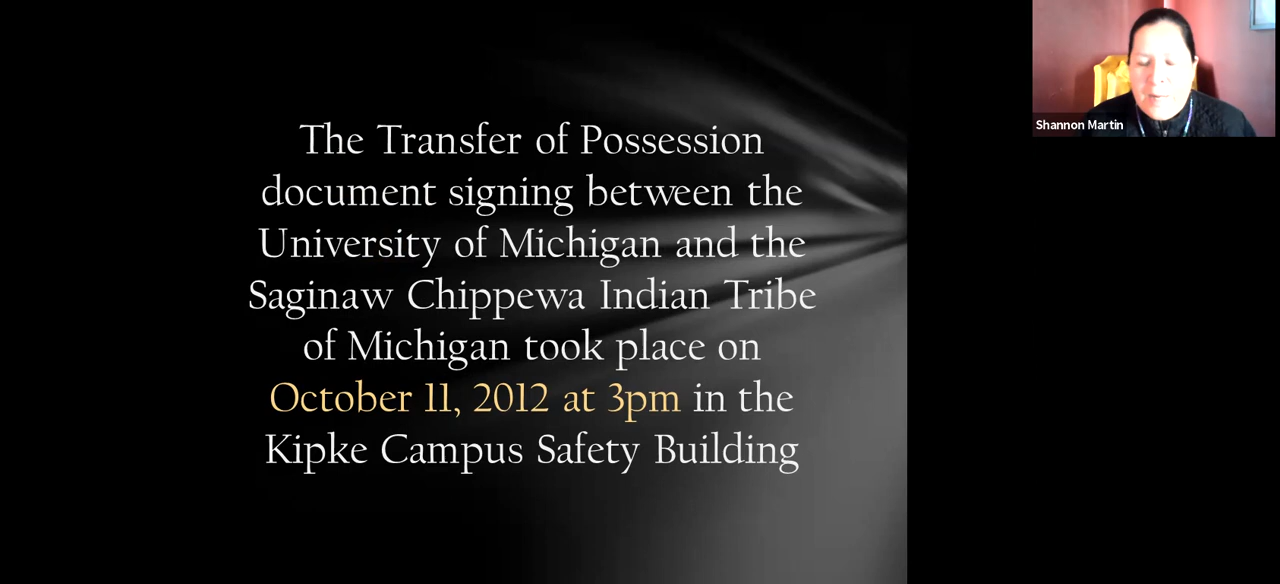 The Transfer of Possession
document signing between the
University of Michigan and the
Saginaw Chippewa Indian Tribe
of Michigan took place on
October 11, 2012 at 3pm in the
Kipke Campus Safety Building
Shannon Martin